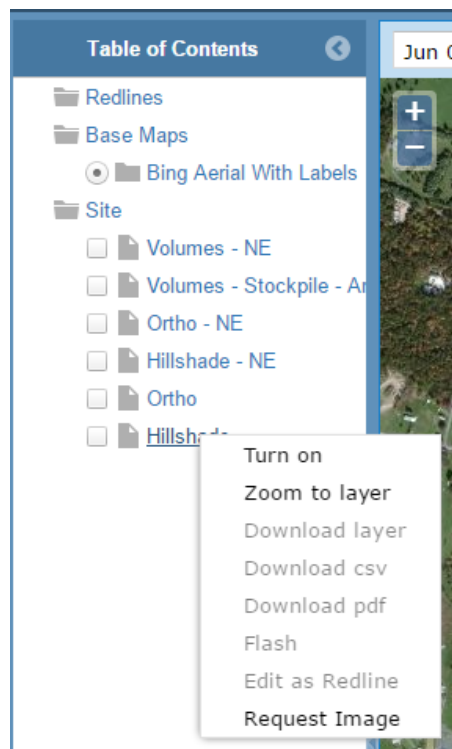 Table of Contents
Jun
Redlines
Base Maps
Bing Aerial With Labels
Site
Volumes - NE
Volumes - Stockpile - Ar
Ortho - NE
Hillshade - NE
Ortho
Hillshade
Turn on
Zoom to layer
Download layer
Download csv
Download pdf
Flash
Edit as Redline
Request Image